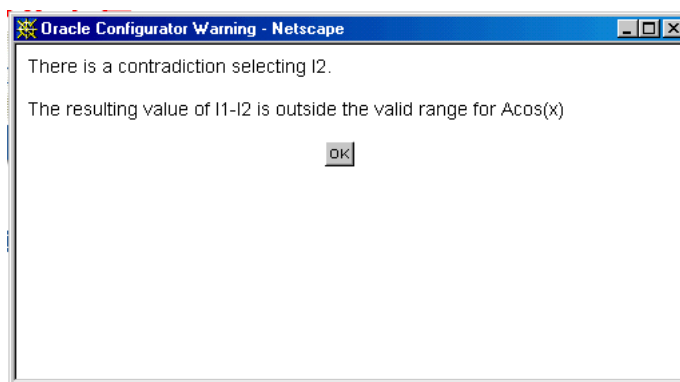 Oracle Configurator Warning - Netscape
There is a contradiction selecting I2.
The resulting value of I1-I2 is outside the valid range for Acos(x)
OK